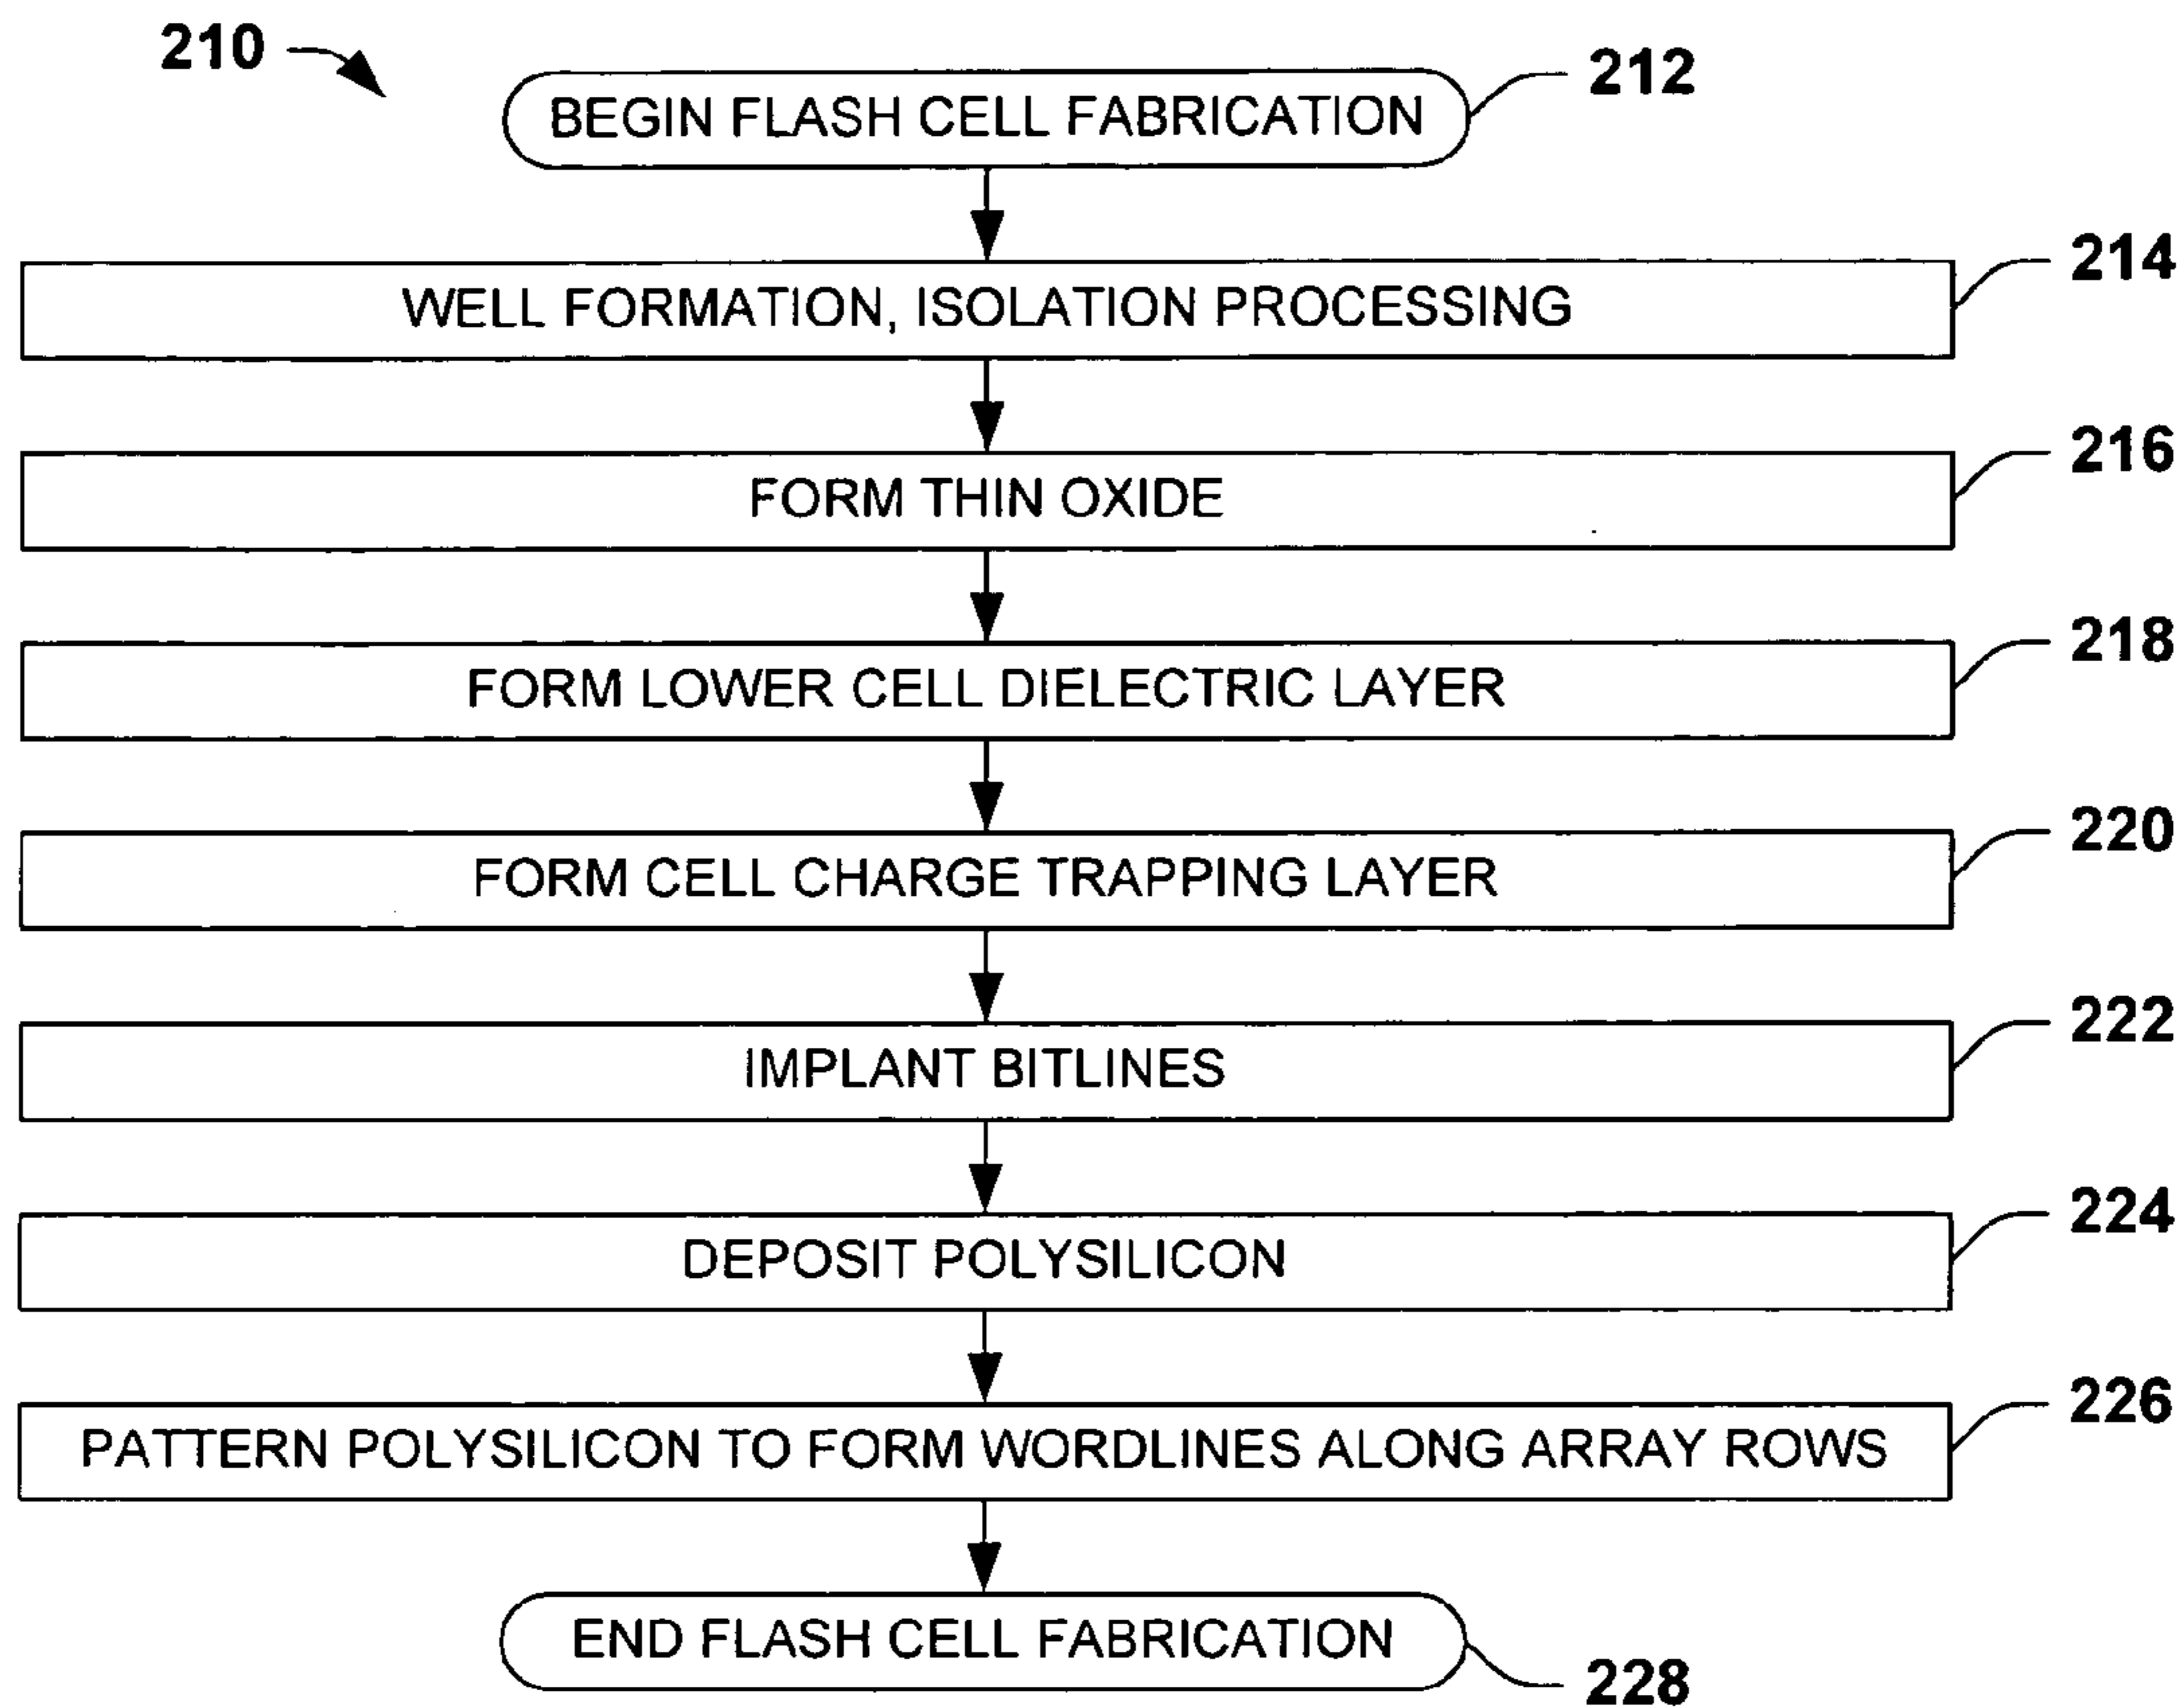 210
BEGIN FLASH CELL FABRICATION
212
WELL FORMATION, ISOLATION PROCESSING
214
FORM THIN OXIDE
216
FORM LOWER CELL DIELECTRIC LAYER
218
FORM CELL CHARGE TRAPPING LAYER
220
IMPLANT BITLINES
222
DEPOSIT POLYSILICON
224
PATTERN POLYSILICON TO FORM WORDLINES ALONG ARRAY ROWS
226
END FLASH CELL FABRICATION
228